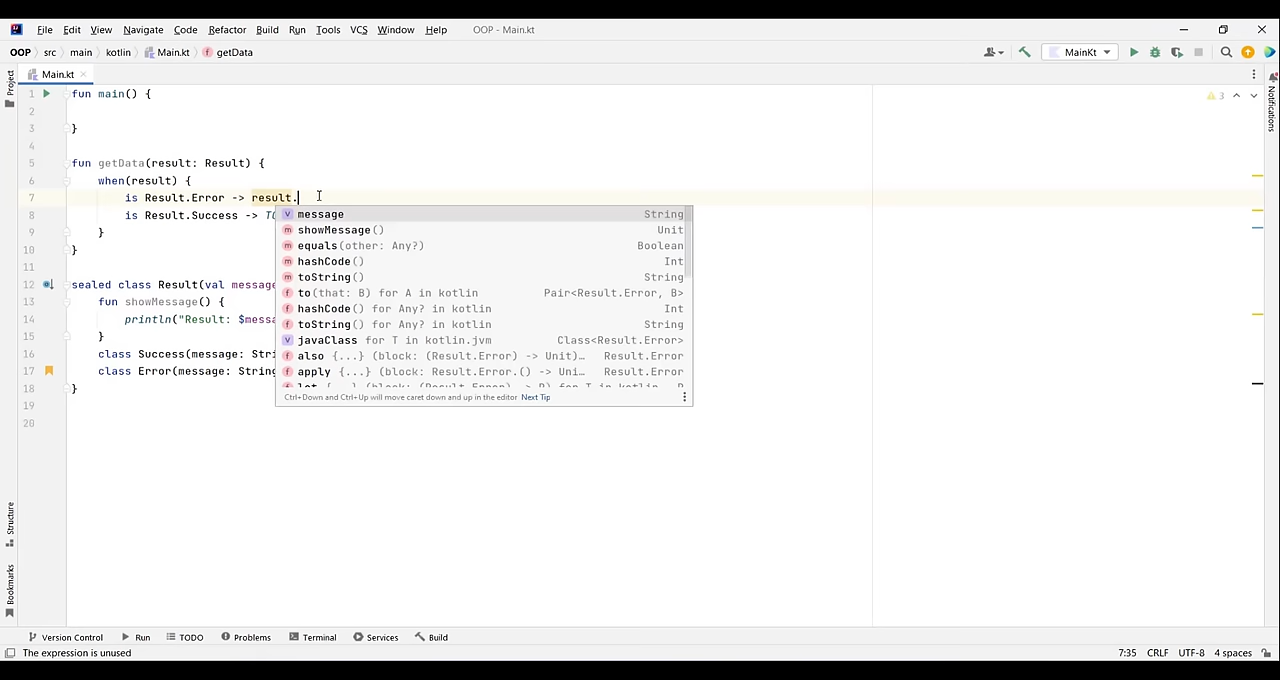 File Edit View Navigate Code Refactor Build Run Tools VCS Window Help OOP - Main.kt
OOP src main kotlin Main.kt getData MainKt
Main.kt
Project
Notifications
3
1 fun main() {
2
3 }
4
5 fun getData(result: Result) {
6 when(result) {
7 is Result.Error -> result.
8 is Result.Success ->
9 }
10 }
11
12 sealed class Result(val message
13 fun showMessage() {
14 println("Result: $messa
15 }
16 class Success(message: Stri
17 class Error(message: String
18 }
19
20
message String
showMessage() Unit
equals(other: Any?) Boolean
hashCode() Int
toString() String
to(that: B) for A in kotlin Pair<Result.Error, B>
hashCode() for Any? in kotlin Int
toString() for Any? in kotlin String
javaClass for T in kotlin.jvm Class<Result.Error>
also {...} (block: (Result.Error) -> Unit)... Result.Error
apply {...} (block: Result.Error.() -> Uni... Result.Error
Ctrl+Down and Ctrl+Up will move caret down and up in the editor Next Tip
Structure
Bookmarks
Version Control Run TODO Problems Terminal Services Build
The expression is unused 7:35 CRLF UTF-8 4 spaces